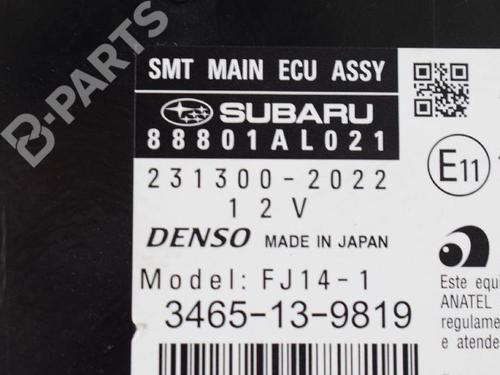 B-PARTS
SMT MAIN ECU ASSY
SUBARU
88801AL021
231300-2022
12V
DENSO MADE IN JAPAN
Model: FJ14-1
3465-13-9819
E11
Este equi
ANATEL
regulame
e atende